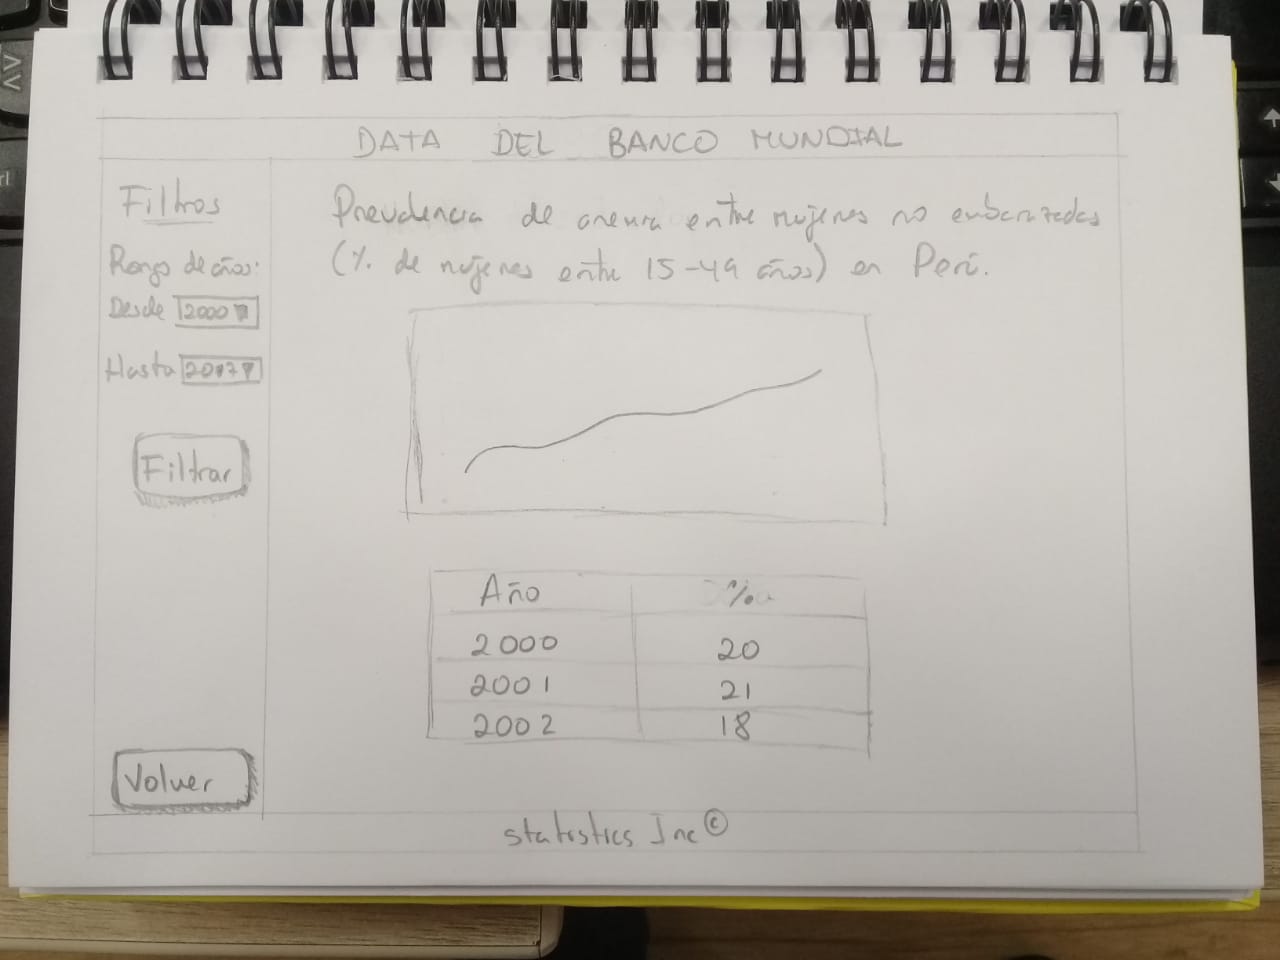 DATA DEL BANCO MUNDIAL
Filtros
Rango de años:
Desde 2000
Hasta 2017
Filtrar
Volver
Prevalencia de anemia entre mujeres no embarazadas
(% de mujeres entre 15-49 años) en Perú.
Año %
2000 20
2001 21
2002 18
statistics Inc ©